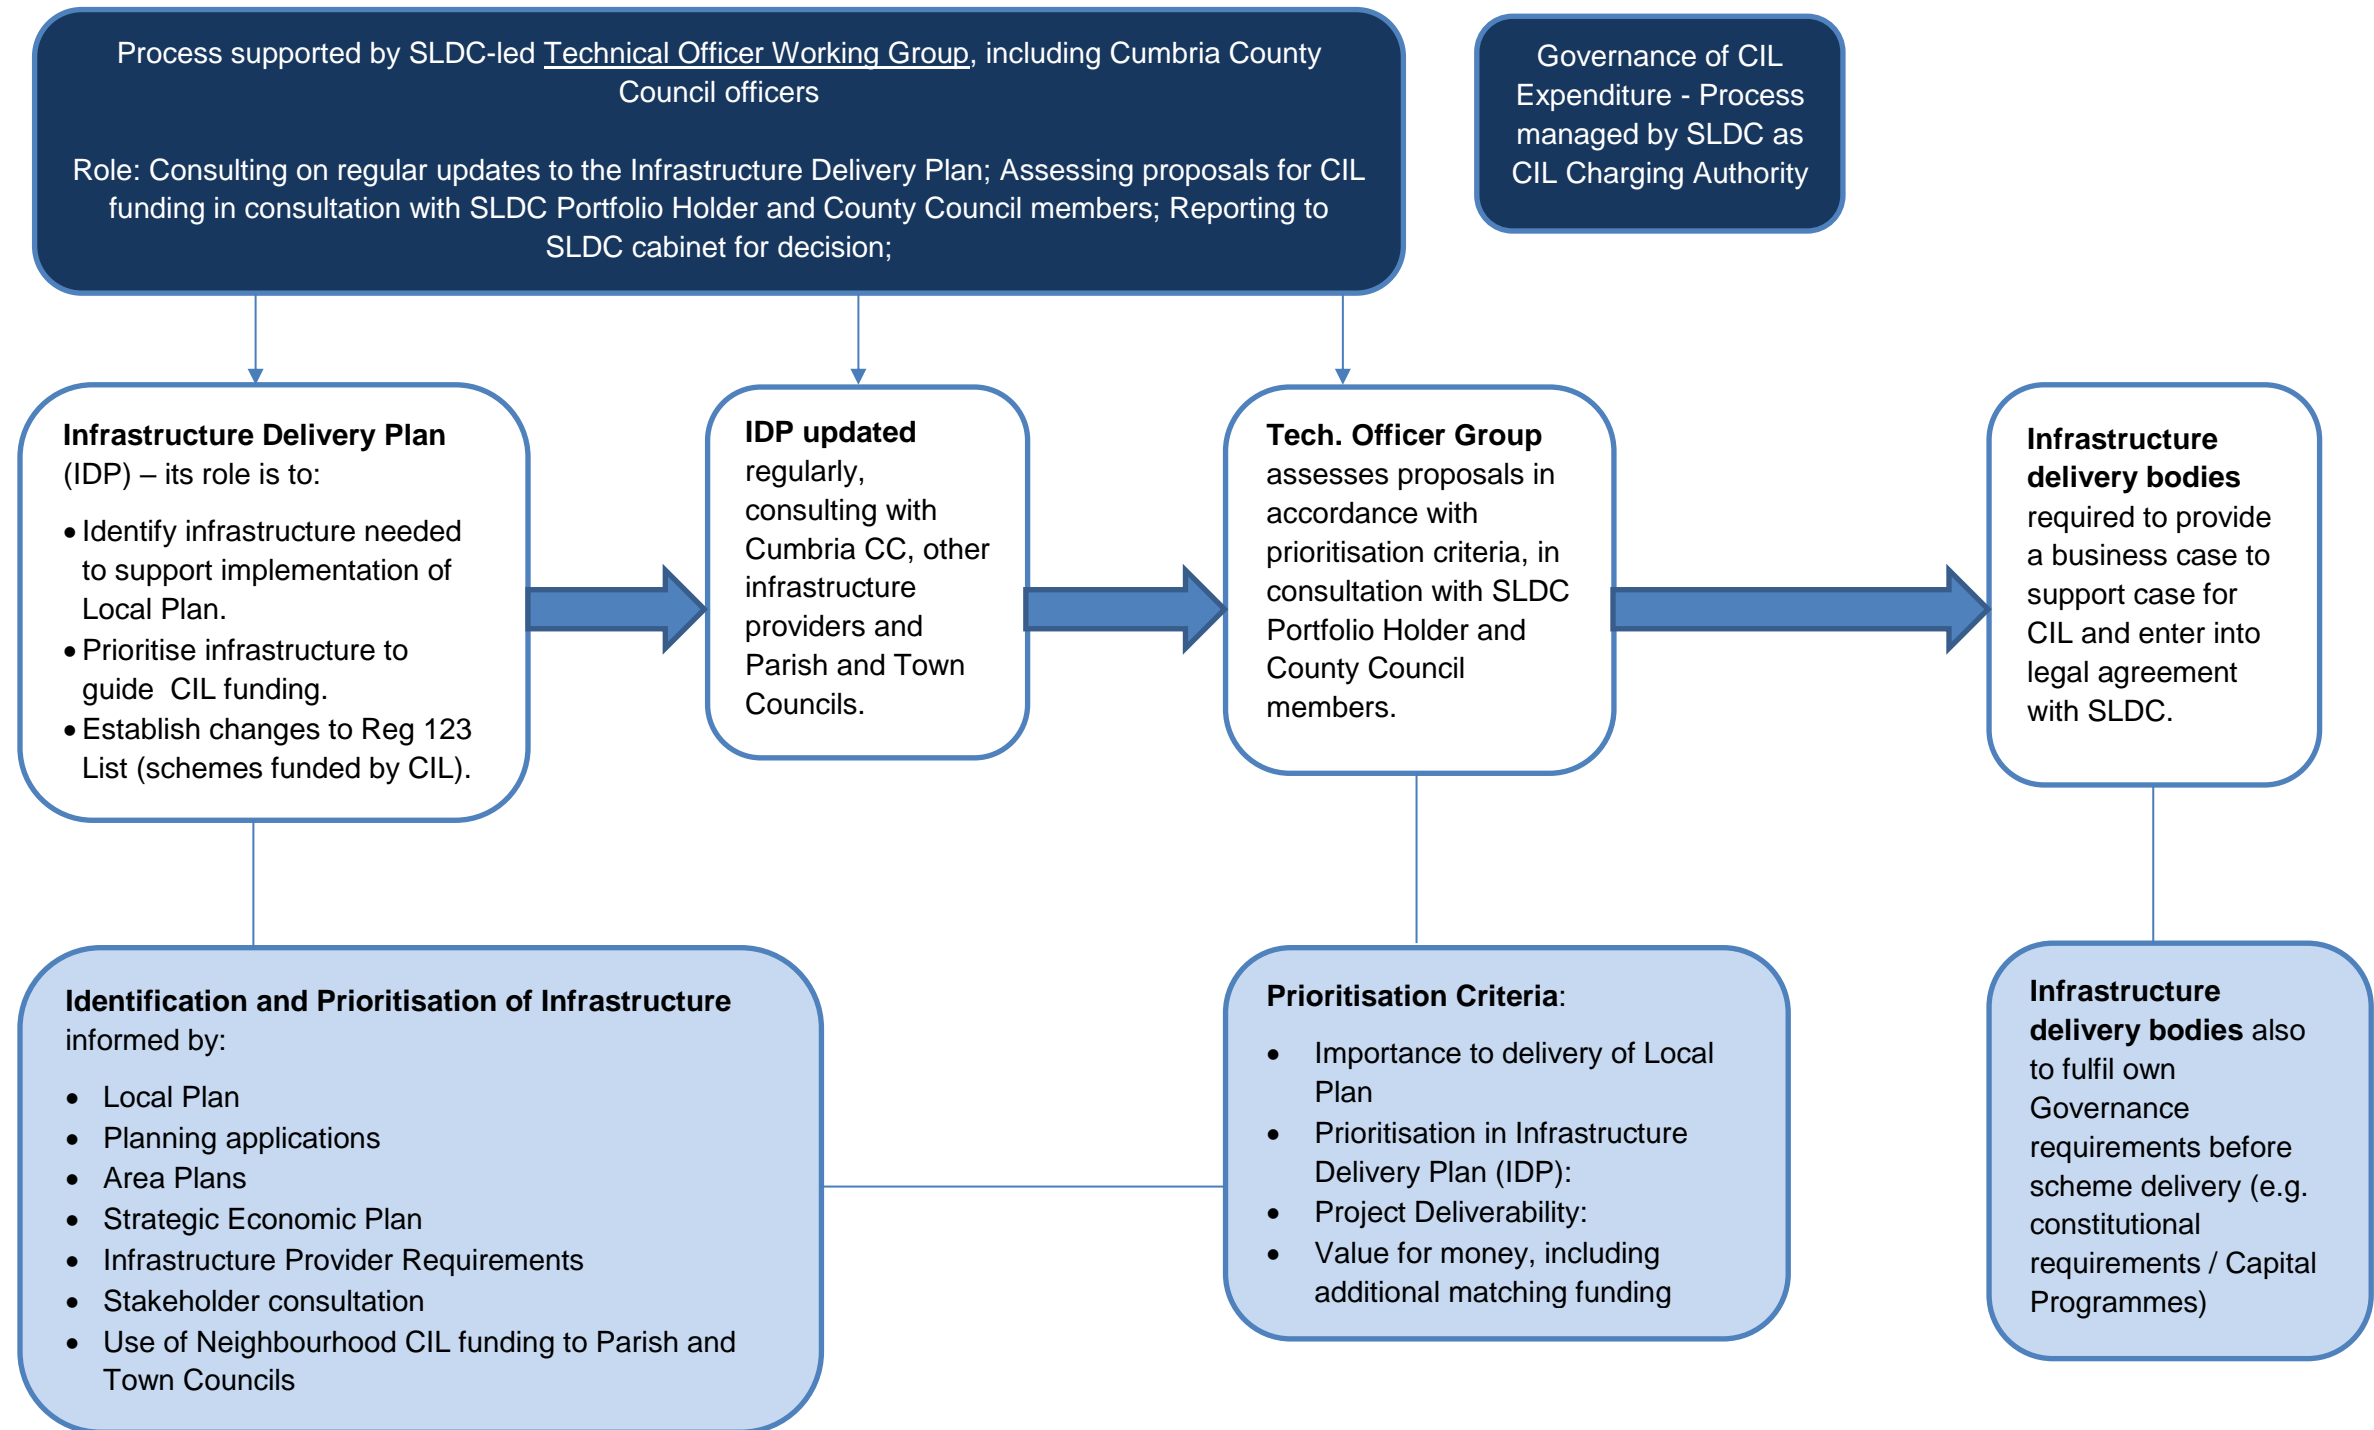 Process supported by SLDC-led Technical Officer Working Group, including Cumbria County
Council officers
Role: Consulting on regular updates to the Infrastructure Delivery Plan; Assessing proposals for CIL
funding in consultation with SLDC Portfolio Holder and County Council members; Reporting to
SLDC cabinet for decision;
Governance of CIL
Expenditure - Process
managed by SLDC as
CIL Charging Authority
Infrastructure Delivery Plan
(IDP) – its role is to:
• Identify infrastructure needed
to support implementation of
Local Plan.
• Prioritise infrastructure to
guide  CIL funding.
• Establish changes to Reg 123
List (schemes funded by CIL).
IDP updated
regularly,
consulting with
Cumbria CC, other
infrastructure
providers and
Parish and Town
Councils.
Tech. Officer Group
assesses proposals in
accordance with
prioritisation criteria, in
consultation with SLDC
Portfolio Holder and
County Council
members.
Infrastructure
delivery bodies
required to provide
a business case to
support case for
CIL and enter into
legal agreement
with SLDC.
Identification and Prioritisation of Infrastructure
informed by:
• Local Plan
• Planning applications
• Area Plans
• Strategic Economic Plan
• Infrastructure Provider Requirements
• Stakeholder consultation
• Use of Neighbourhood CIL funding to Parish and
Town Councils
Prioritisation Criteria:
• Importance to delivery of Local
Plan
• Prioritisation in Infrastructure
Delivery Plan (IDP):
• Project Deliverability:
• Value for money, including
additional matching funding
Infrastructure
delivery bodies also
to fulfil own
Governance
requirements before
scheme delivery (e.g.
constitutional
requirements / Capital
Programmes)